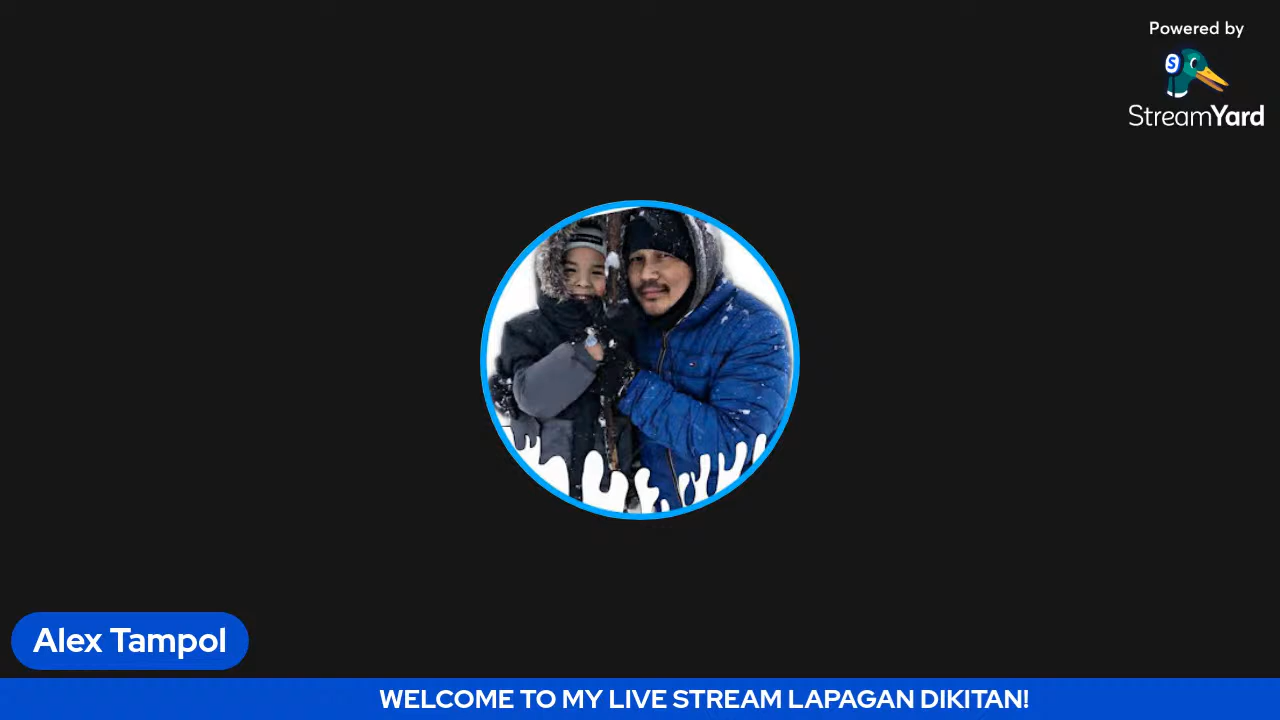 Powered by
S
StreamYard
Alex Tampol
WELCOME TO MY LIVE STREAM LAPAGAN DIKITAN!